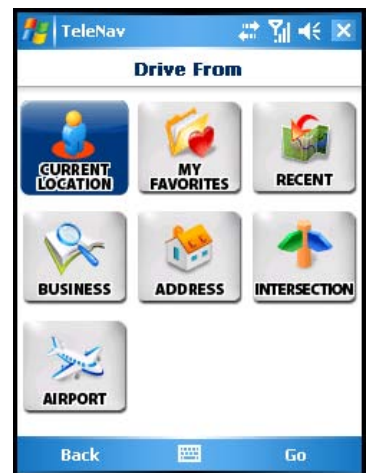 TeleNav
Drive From
CURRENT
LOCATION
MY
FAVORITES
RECENT
BUSINESS
ADDRESS
INTERSECTION
AIRPORT
Back
Go